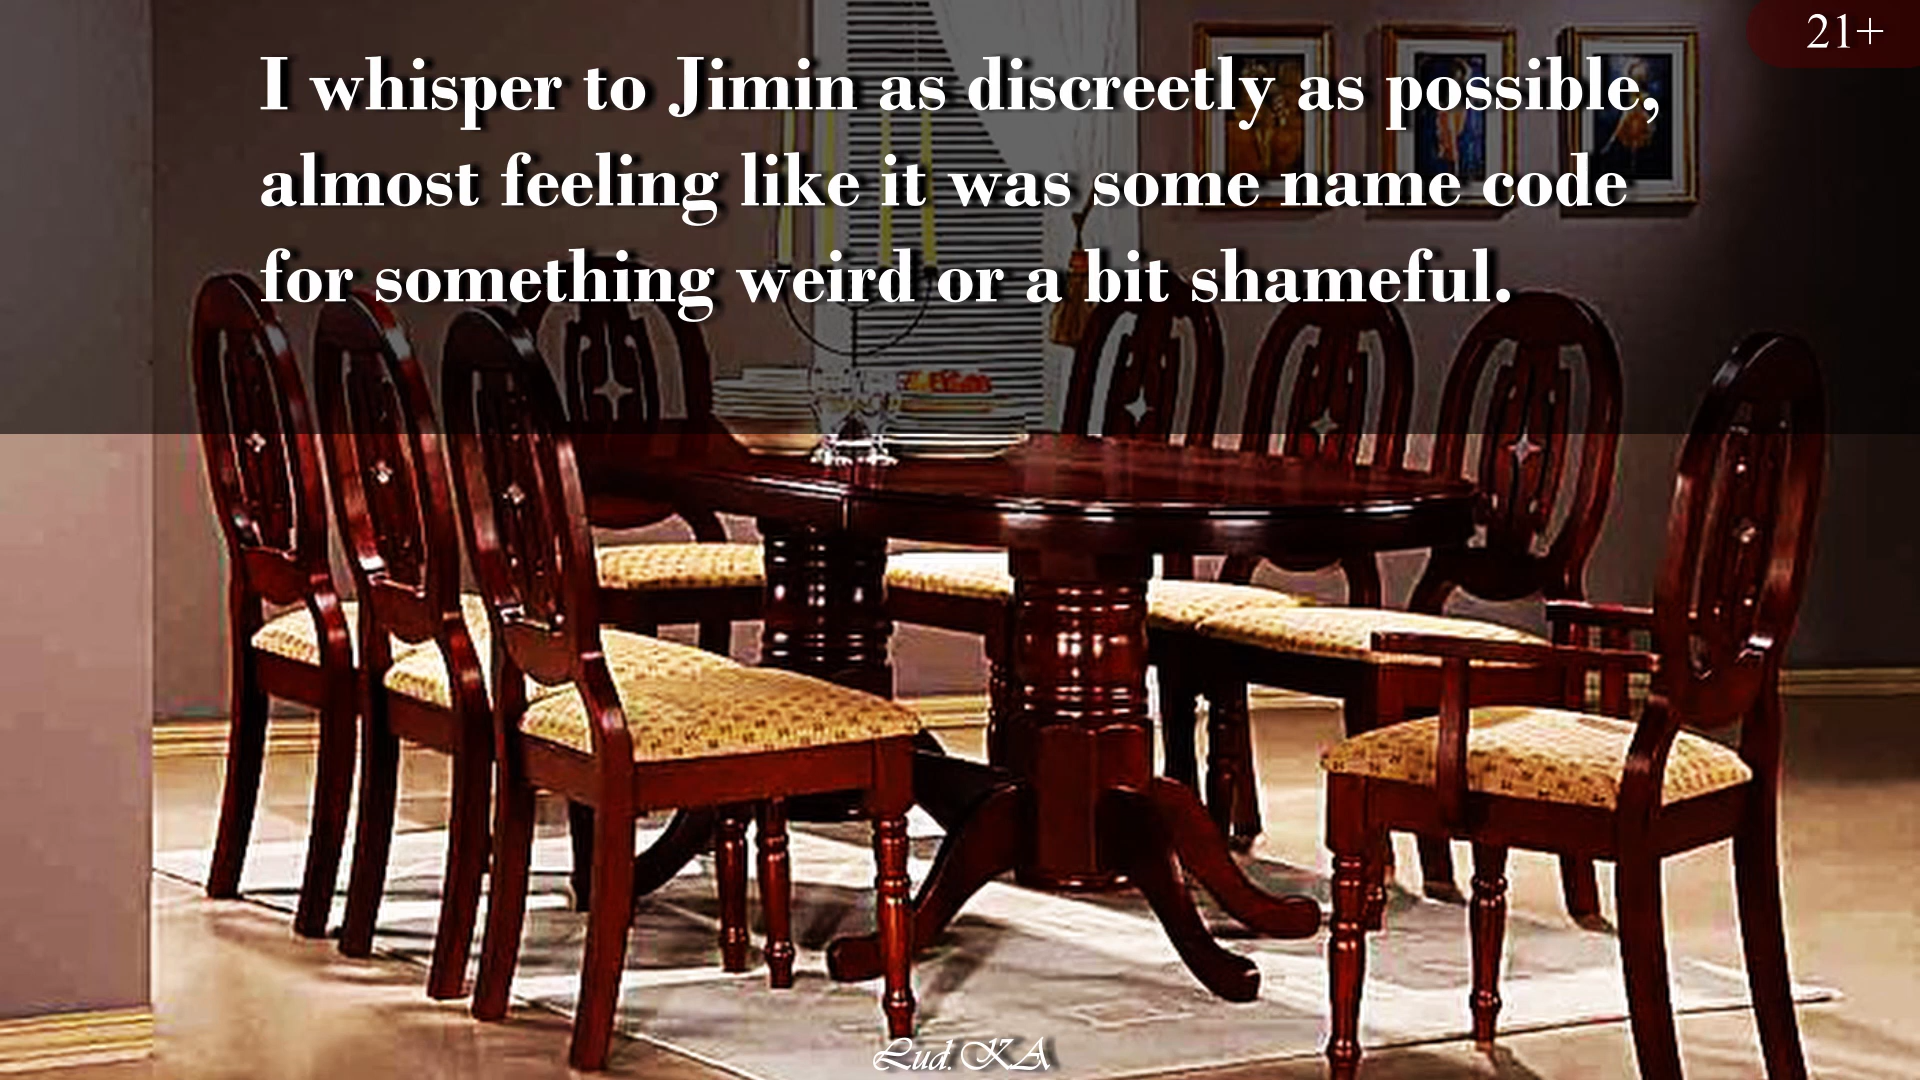 21+
I whisper to Jimin as discreetly as possible,
almost feeling like it was some name code
for something weird or a bit shameful.
Lud. KA